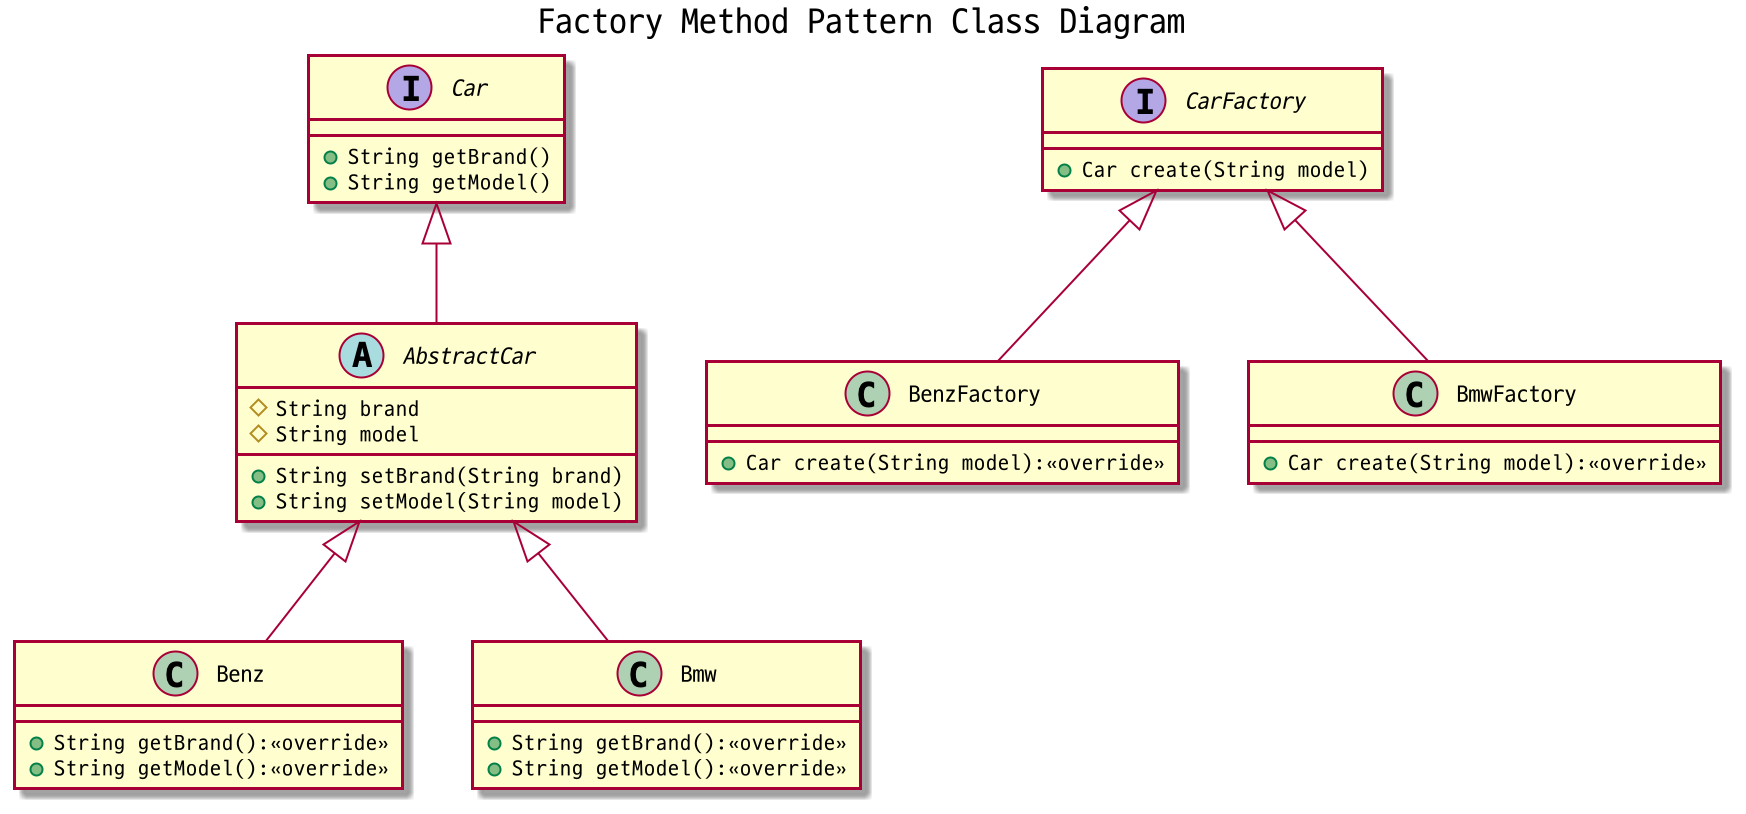 Factory Method Pattern Class Diagram
I Car
String getBrand()
String getModel()
I CarFactory
Car create(String model)
A AbstractCar
String brand
String model
String setBrand(String brand)
String setModel(String model)
C BenzFactory
Car create(String model):«override»
C BmwFactory
Car create(String model):«override»
C Benz
String getBrand():«override»
String getModel():«override»
C Bmw
String getBrand():«override»
String getModel():«override»